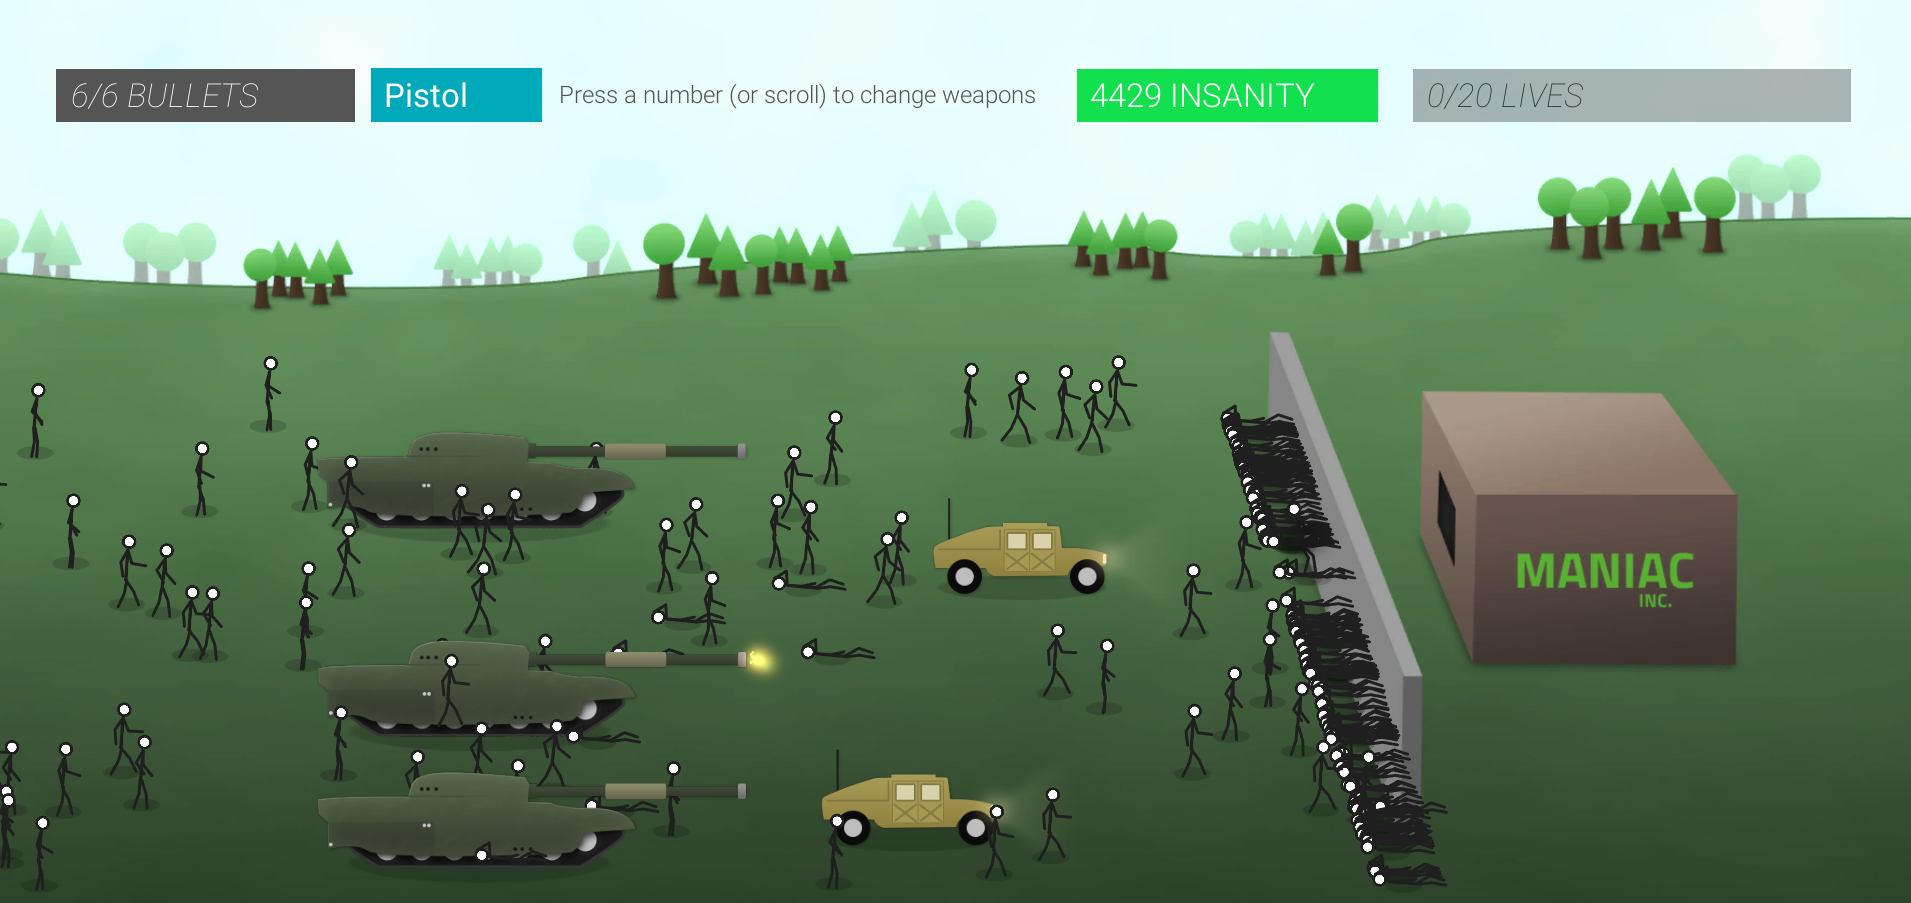 6/6 BULLETS
Pistol
Press a number (or scroll) to change weapons
4429 INSANITY
0/20 LIVES
MANIAC
INC.